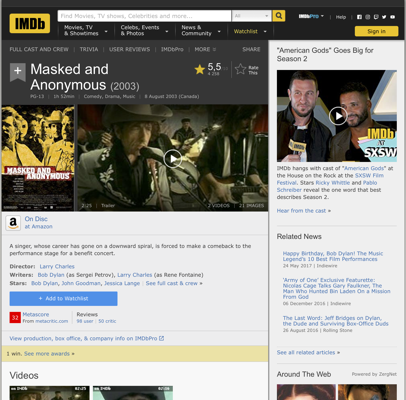 IMDb
Find Movies, TV shows, Celebrities and more...
All
IMDbPro
Help
Movies, TV
& Showtimes
Celebs, Events
& Photos
News &
Community
Watchlist
Sign in
FULL CAST AND CREW
TRIVIA
USER REVIEWS
IMDbPro
MORE
SHARE
Masked and
Anonymous (2003)
5,5
Rate
This
PG-13
1h 52min
Comedy, Drama, Music
8 August 2003 (Canada)
MASKED AND
ANONYMOUS
2:25
Trailer
2 VIDEOS
21 IMAGES
On Disc
at Amazon
A singer, whose career has gone on a downward spiral, is forced to make a comeback to the
performance stage for a benefit concert.
Director: Larry Charles
Writers: Bob Dylan (as Sergei Petrov), Larry Charles (as Rene Fontaine)
Stars: Bob Dylan, John Goodman, Jessica Lange | See full cast & crew »
+ Add to Watchlist
32
Metascore
From metacritic.com
Reviews
98 user
50 critic
View production, box office, & company info on IMDbPro
1 win. See more awards »
Videos
"American Gods" Goes Big for
Season 2
IMDb
AT
SXSW
IMDb hangs with cast of "American Gods" at
the House on the Rock at the SXSW Film
Festival. Stars Ricky Whittle and Pablo
Schreiber reveal the one word that best
describes Season 2.
Hear from the cast »
Related News
Happy Birthday, Bob Dylan! The Music
Legend's 10 Best Film Performances
24 May 2017 | Indiewire
'Army of One' Exclusive Featurette:
Nicolas Cage Talks Gary Faulkner, The
Man Who Hunted Bin Laden On a Mission
From God
06 December 2016 | Indiewire
The Last Word: Jeff Bridges on Dylan,
the Dude and Surviving Box-Office Duds
26 August 2016 | Rolling Stone
See all related articles »
Around The Web
Powered by ZergNet